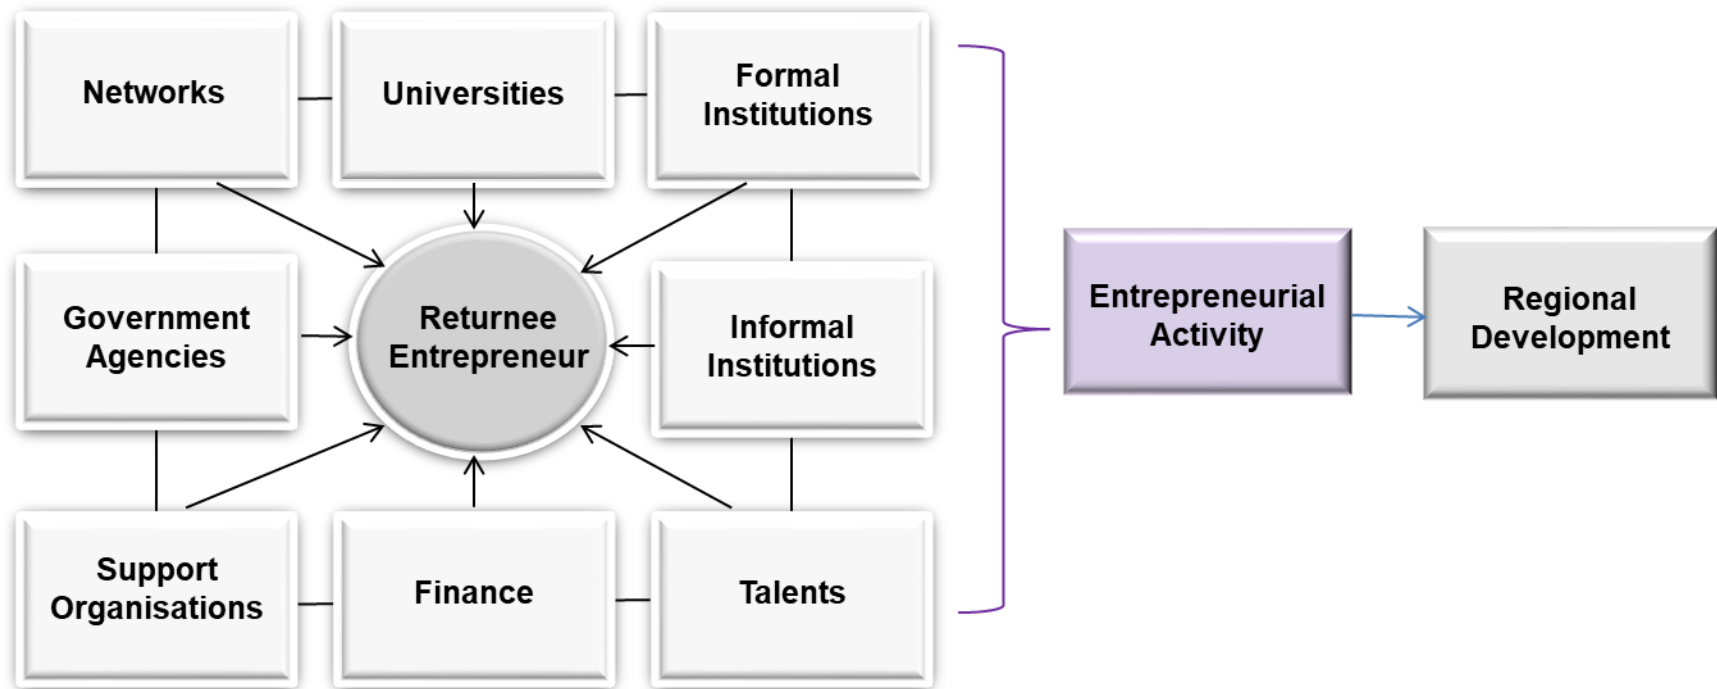 Networks
Universities
Formal
Institutions
Government
Agencies
Returnee
Entrepreneur
Informal
Institutions
Support
Organisations
Finance
Talents
Entrepreneurial
Activity
Regional
Development